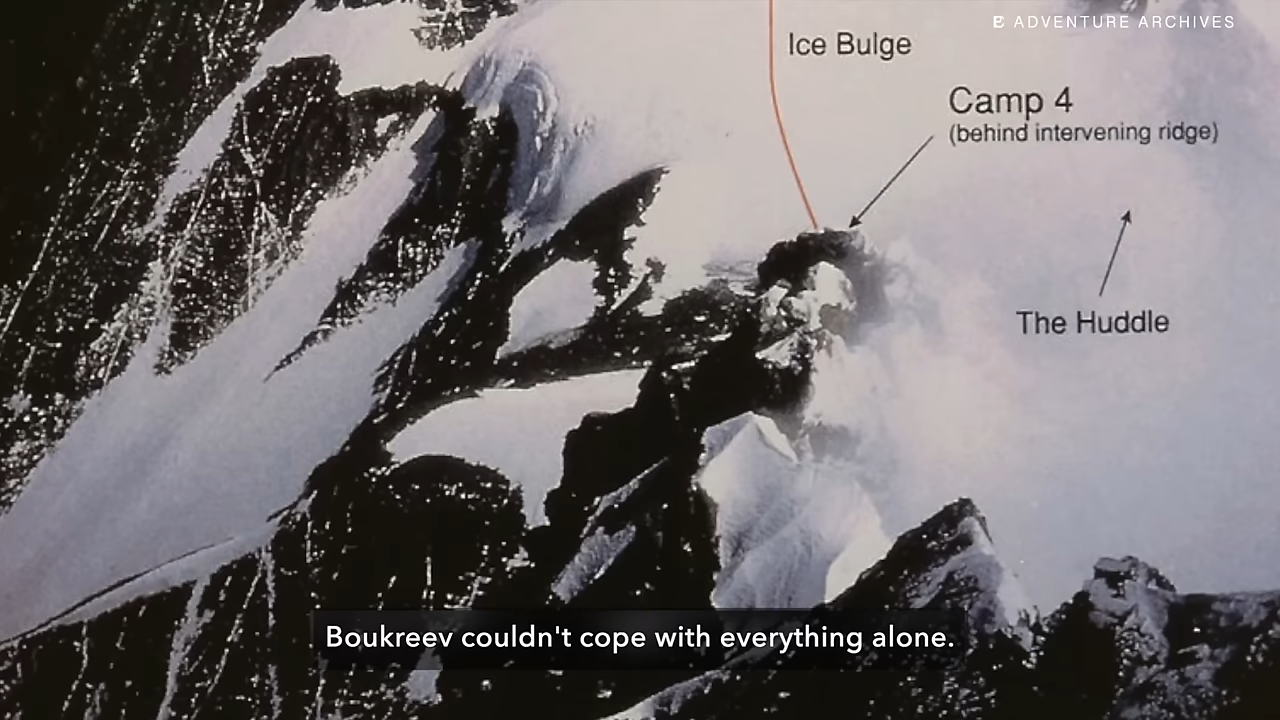 ADVENTURE ARCHIVES
Ice Bulge
Camp 4
(behind intervening ridge)
The Huddle
Boukreev couldn't cope with everything alone.